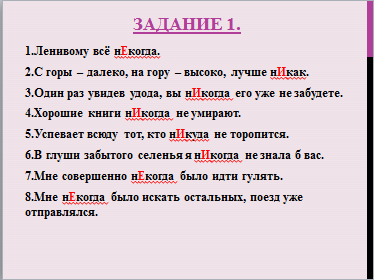 ЗАДАНИЕ 1.
1.Ленивому всё нЕкогда.
2.С горы – далеко, на гору – высоко, лучше нИкак.
3.Один раз увидев удода, вы нИкогда его уже не забудете.
4.Хорошие книги нИкогда не умирают.
5.Успевает всюду тот, кто нИкуда не торопится.
6.В глуши забытого селенья я нИкогда не знала б вас.
7.Мне совершенно нЕкогда было идти гулять.
8.Мне нЕкогда было искать остальных, поезд уже
отправлялся.